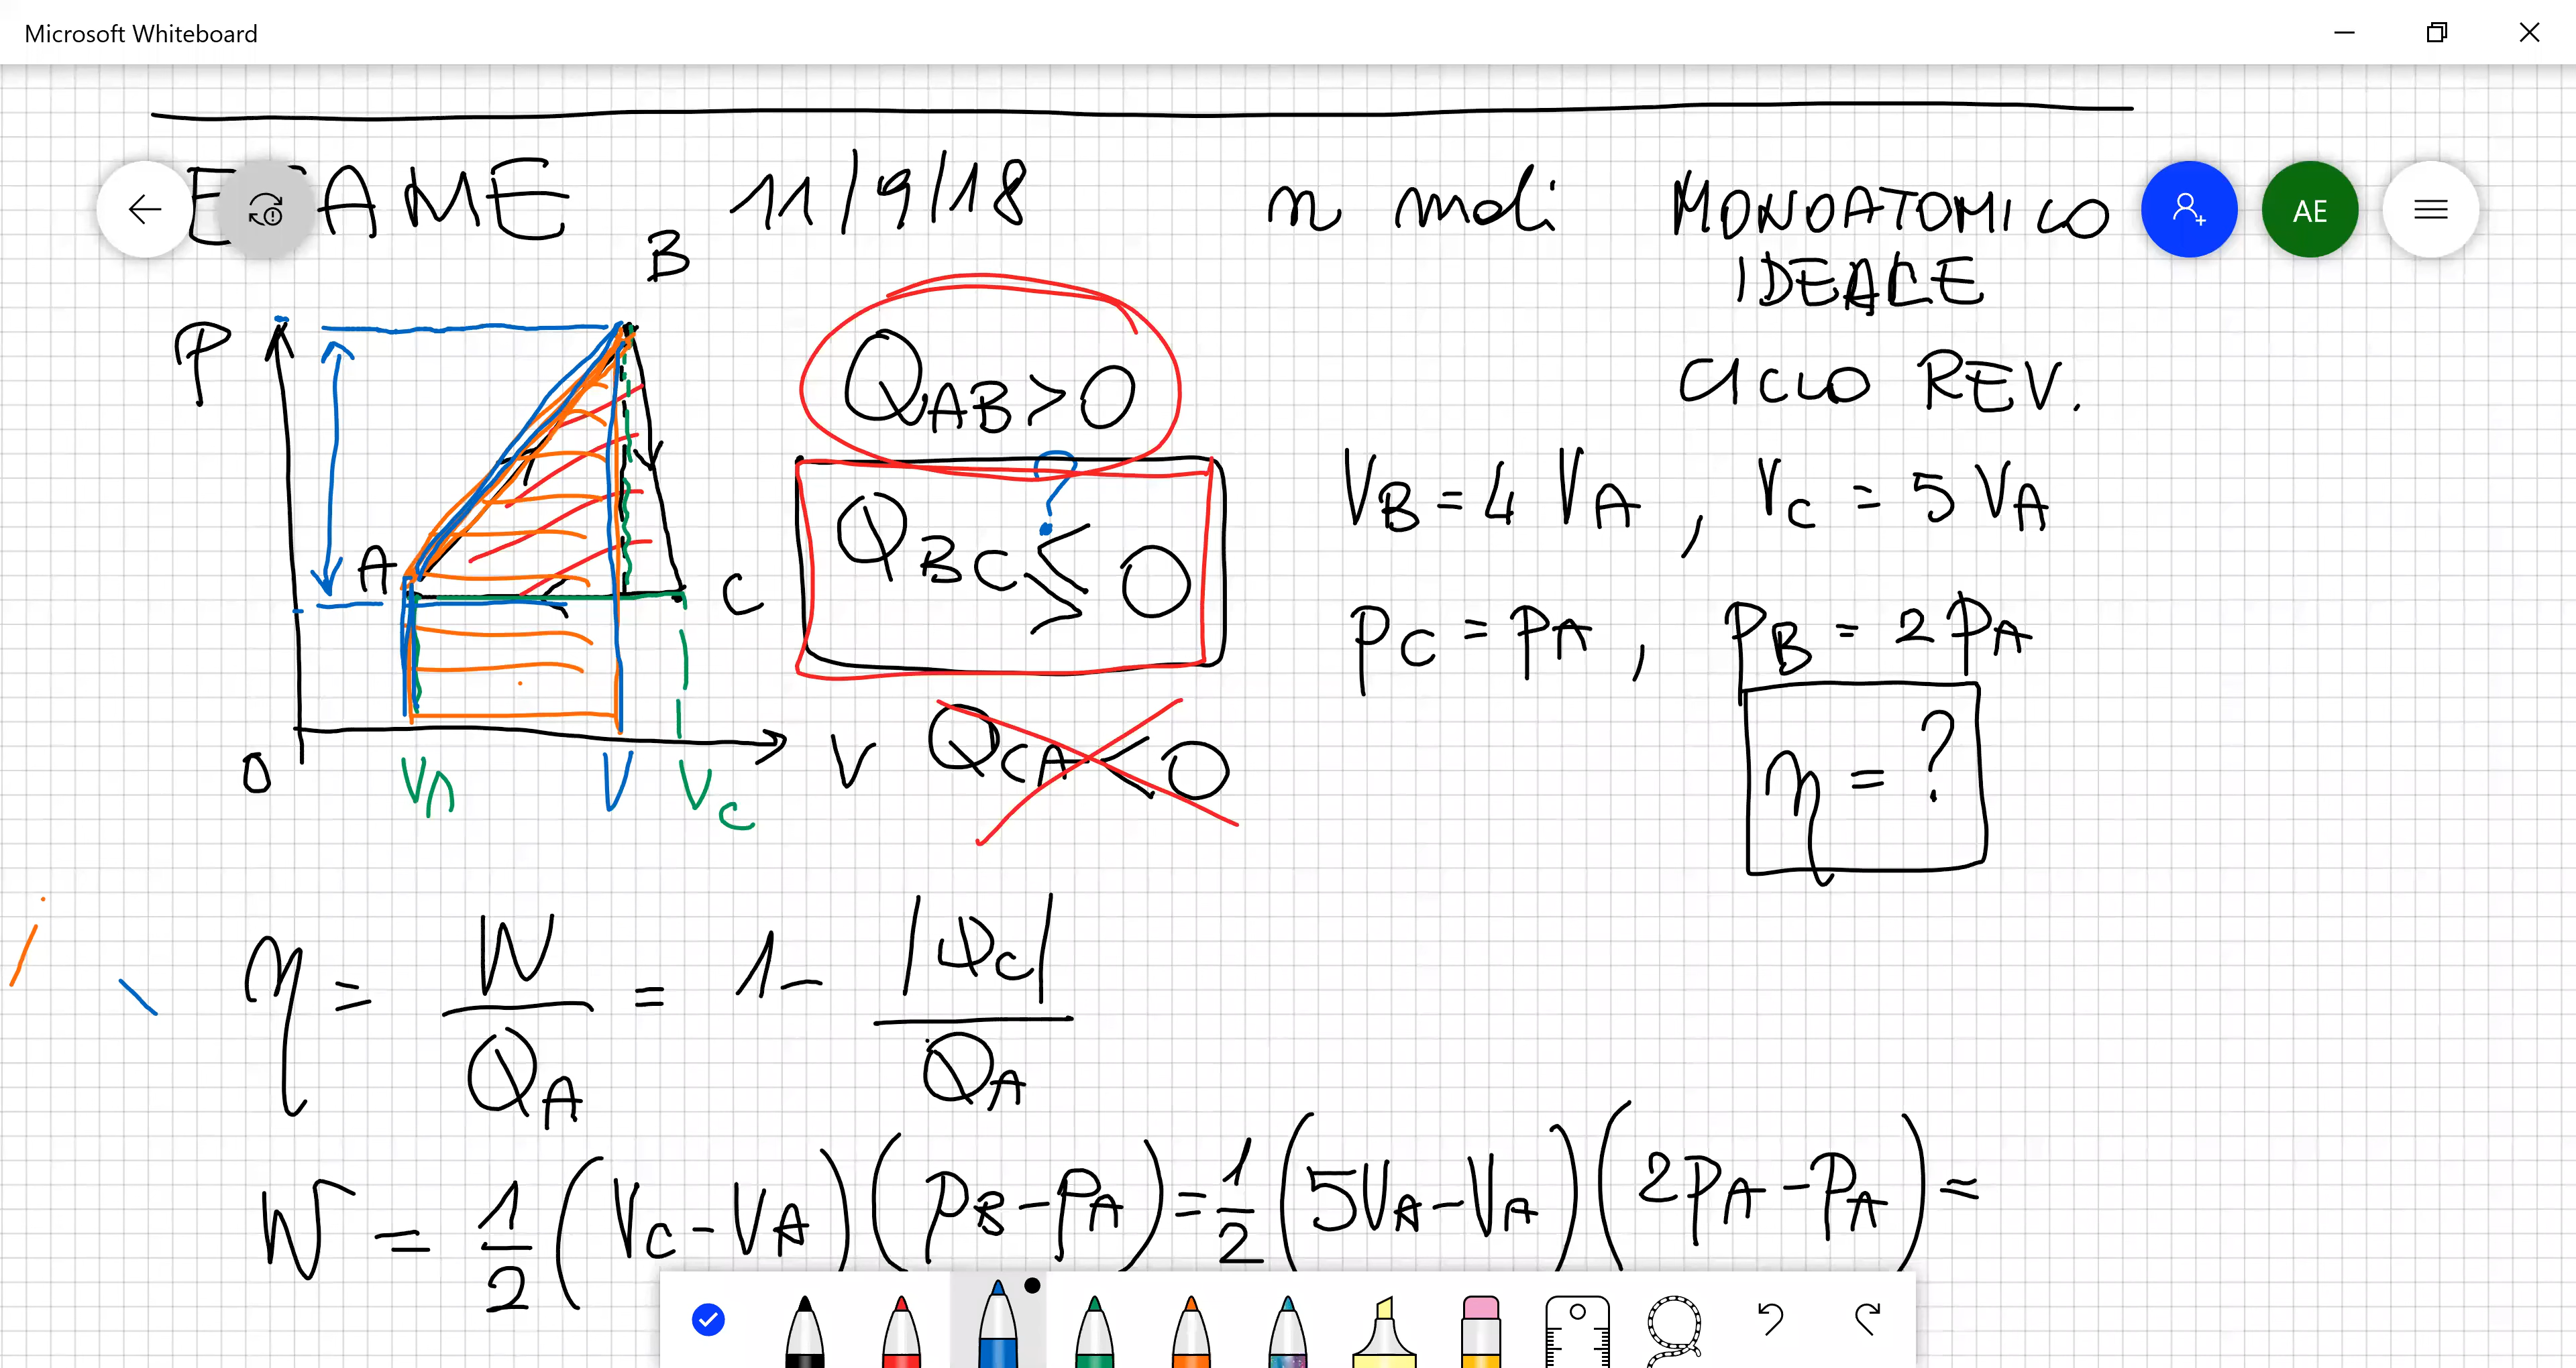 Microsoft Whiteboard
ESAME 11/9/18 n moli MONOATOMICO
IDEALE
CICLO REV.
B
P
A
C
O
VA
V
VC
V
QAB > 0
?
QBC ≶ 0
QCA < 0
VB = 4 VA , VC = 5 VA
pC = pA , pB = 2 pA
η = ?
η = W / QA = 1 - |QC| / QA
W = 1/2 (VC - VA) (pB - pA) = 1/2 (5VA - VA) (2pA - pA) =
AE